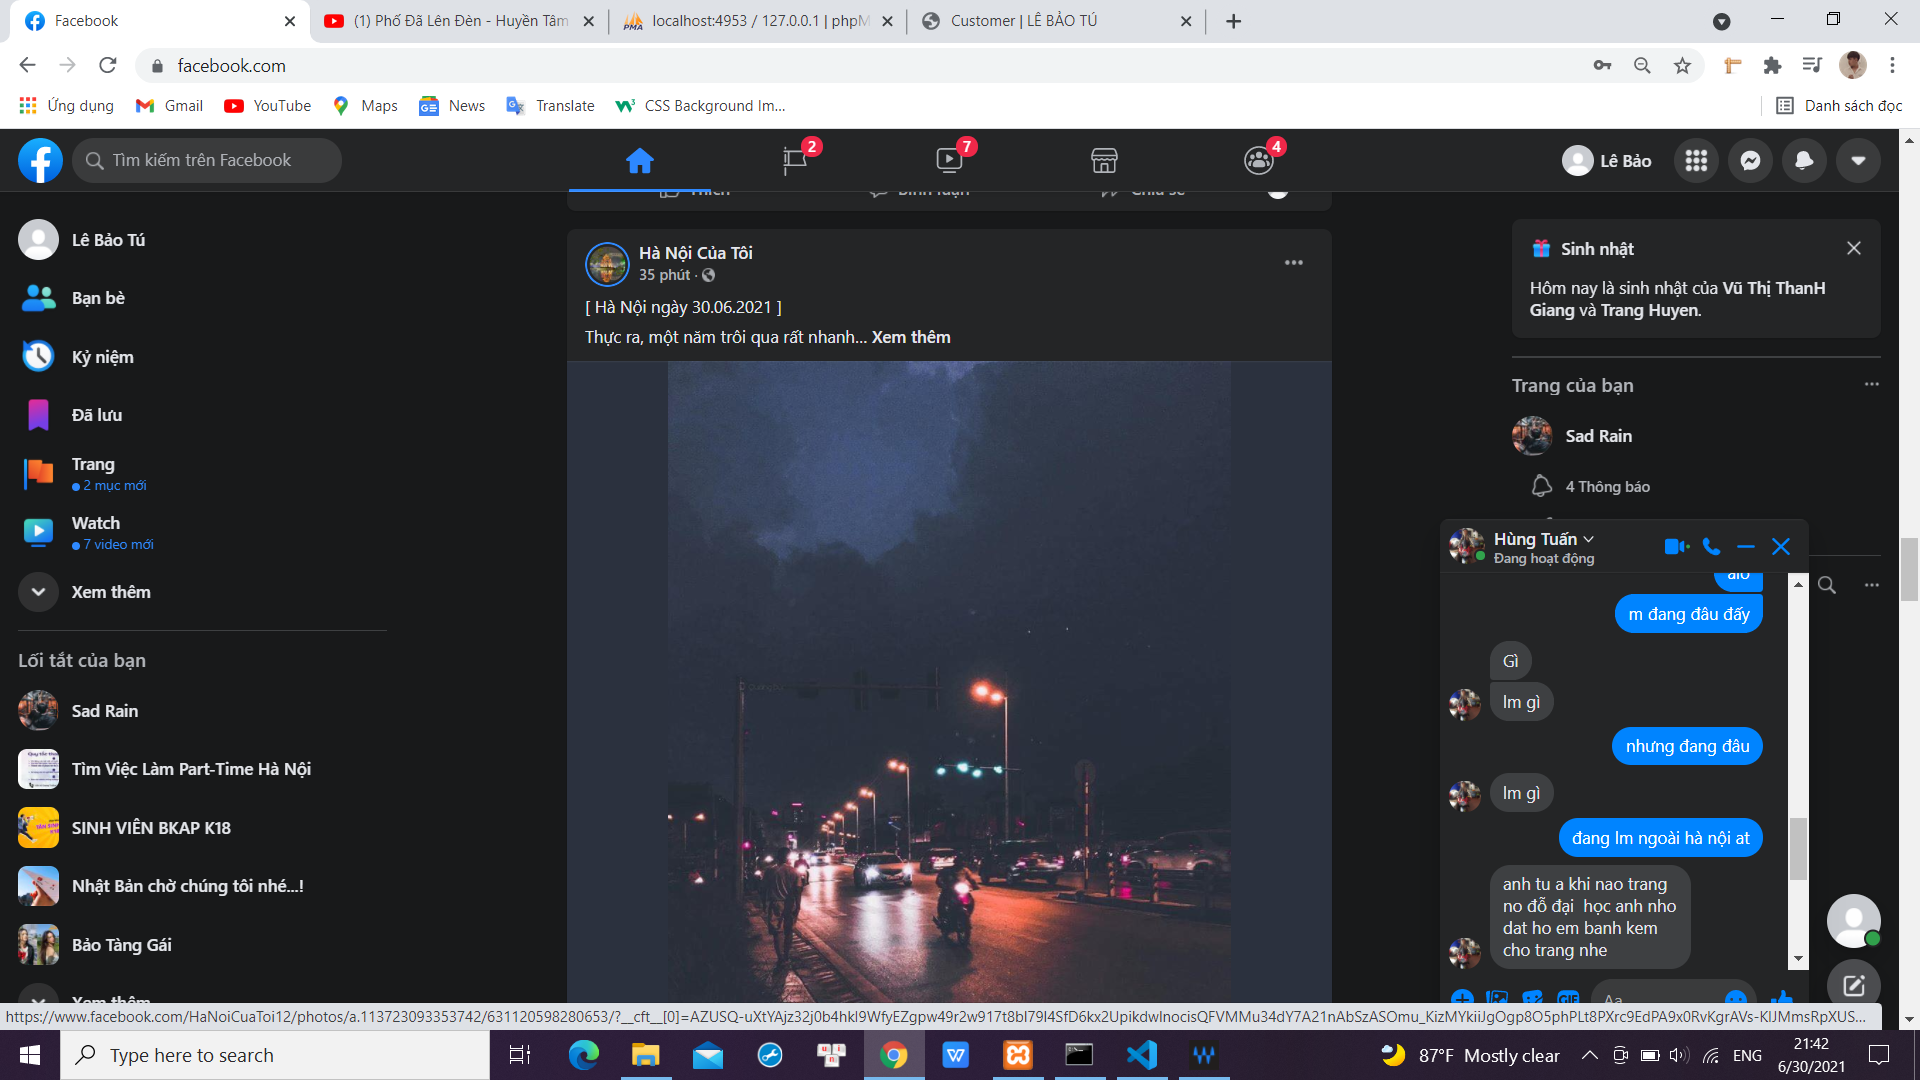 Facebook
(1) Phố Đã Lên Đèn - Huyền Tâm
localhost:4953 / 127.0.0.1 | phpM
Customer | LÊ BẢO TÚ
facebook.com
Ứng dụng
Gmail
YouTube
Maps
News
Translate
CSS Background Im...
Danh sách đọc
Tìm kiếm trên Facebook
2
7
4
Lê Bảo
Thích
Bình luận
Chia sẻ
Lê Bảo Tú
Bạn bè
Kỷ niệm
Đã lưu
Trang
2 mục mới
Watch
7 video mới
Xem thêm
Lối tắt của bạn
Sad Rain
Tìm Việc Làm Part-Time Hà Nội
SINH VIÊN BKAP K18
Nhật Bản chờ chúng tôi nhé...!
Bảo Tàng Gái
Xem thêm
Hà Nội Của Tôi
35 phút ·
[ Hà Nội ngày 30.06.2021 ]
Thực ra, một năm trôi qua rất nhanh... Xem thêm
Sinh nhật
Hôm nay là sinh nhật của Vũ Thị ThanH
Giang và Trang Huyen.
Trang của bạn
Sad Rain
4 Thông báo
Hùng Tuấn
Đang hoạt động
alo
m đang đâu đấy
Gì
lm gì
nhưng đang đâu
lm gì
đang lm ngoài hà nội at
anh tu a khi nao trang
no đỗ đại học anh nho
dat ho em banh kem
cho trang nhe
GIF
Aa
https://www.facebook.com/HaNoiCuaToi12/photos/a.113723093353742/631120598280653/?__cft__[0]=AZUSQ-uXtYAjz32j0b4hkI9WfyEZgpw49r2w917t8bI79I4SfD6kx2UpikdwInocisQFVMMu34dY7A21nAbSzASOmu_KizMYkiiJgOgp8O5phPLt8PXrc9EdPA9x0RvKgrAVs-KIJMmsRpXUS...
Type here to search
87°F Mostly clear
ENG
21:42
6/30/2021